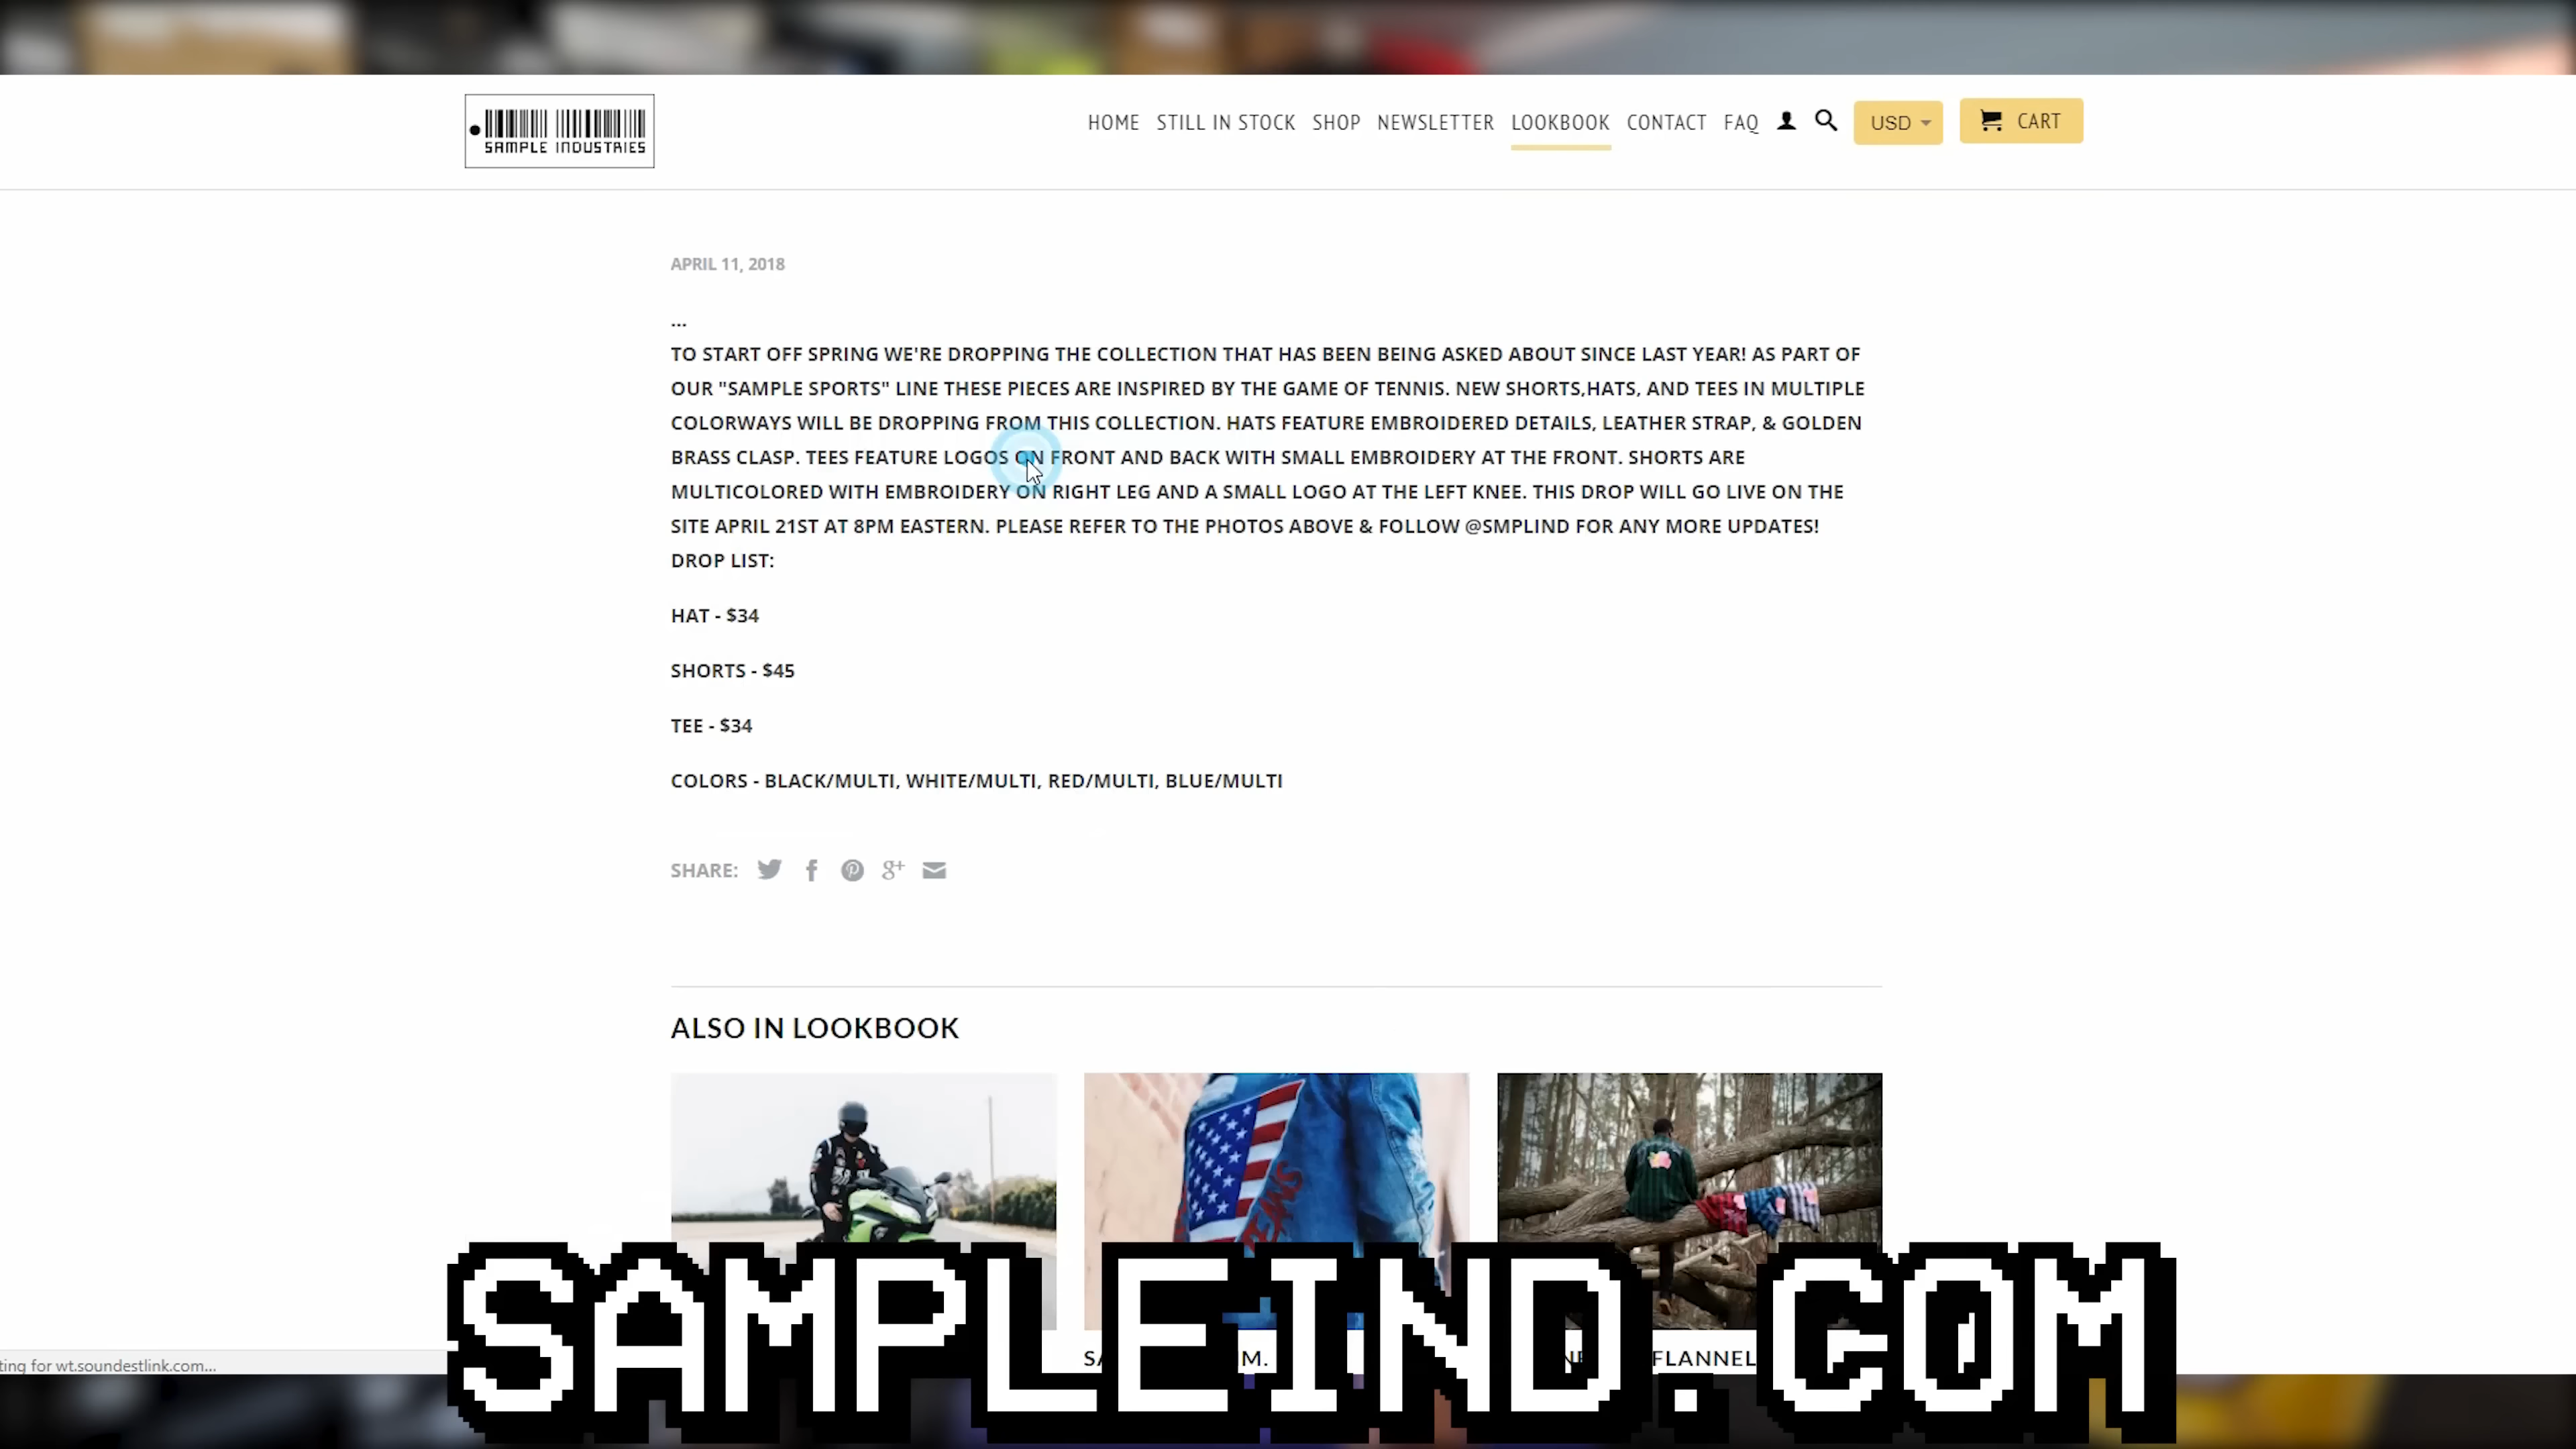 SAMPLE INDUSTRIES
HOME STILL IN STOCK SHOP NEWSLETTER LOOKBOOK CONTACT FAQ USD CART
APRIL 11, 2018
...
TO START OFF SPRING WE'RE DROPPING THE COLLECTION THAT HAS BEEN BEING ASKED ABOUT SINCE LAST YEAR! AS PART OF
OUR "SAMPLE SPORTS" LINE THESE PIECES ARE INSPIRED BY THE GAME OF TENNIS. NEW SHORTS,HATS, AND TEES IN MULTIPLE
COLORWAYS WILL BE DROPPING FROM THIS COLLECTION. HATS FEATURE EMBROIDERED DETAILS, LEATHER STRAP, & GOLDEN
BRASS CLASP. TEES FEATURE LOGOS ON FRONT AND BACK WITH SMALL EMBROIDERY AT THE FRONT. SHORTS ARE
MULTICOLORED WITH EMBROIDERY ON RIGHT LEG AND A SMALL LOGO AT THE LEFT KNEE. THIS DROP WILL GO LIVE ON THE
SITE APRIL 21ST AT 8PM EASTERN. PLEASE REFER TO THE PHOTOS ABOVE & FOLLOW @SMPLIND FOR ANY MORE UPDATES!
DROP LIST:
HAT - $34
SHORTS - $45
TEE - $34
COLORS - BLACK/MULTI, WHITE/MULTI, RED/MULTI, BLUE/MULTI
SHARE:
ALSO IN LOOKBOOK
FLANNEL
SAMPLEIND.COM
ting for wt.soundestlink.com...